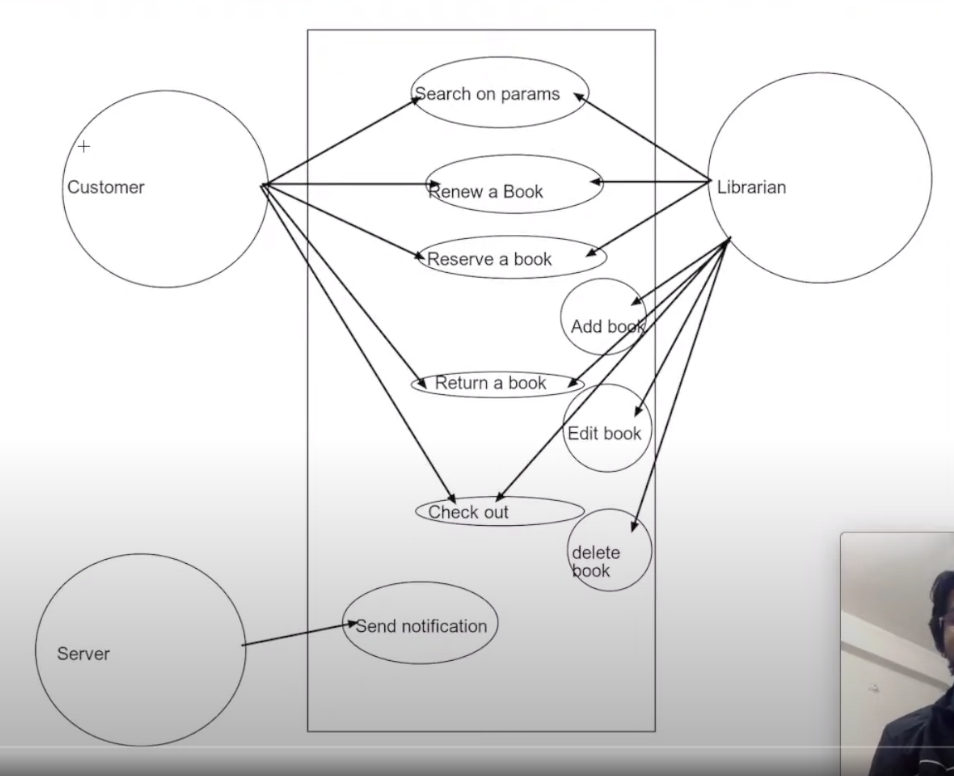 Search on params
Customer
Librarian
Renew a Book
Reserve a book
Add book
Return a book
Edit book
Check out
delete
book
Send notification
Server